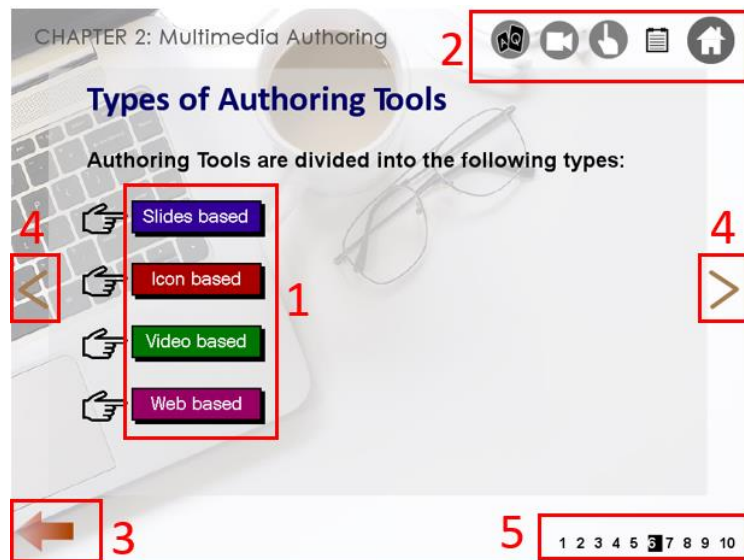 CHAPTER 2: Multimedia Authoring
2
AQ
Types of Authoring Tools
Authoring Tools are divided into the following types:
Slides based
4
4
Icon based
1
Video based
Web based
3
5
1 2 3 4 5 6 7 8 9 10